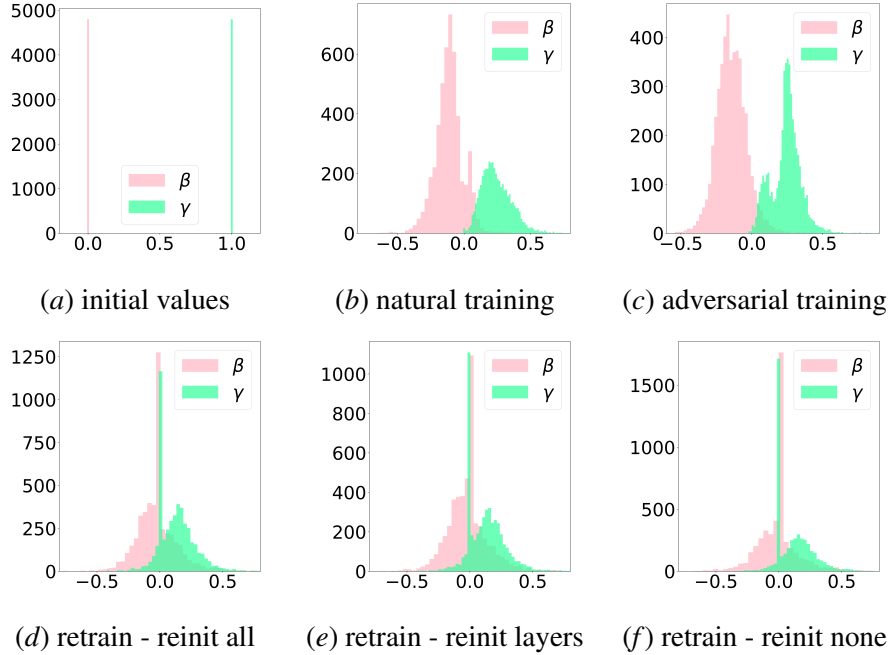 5000
4000
3000
2000
1000
0
0.0 0.5 1.0
β
γ
(a) initial values
600
400
200
0
−0.5 0.0 0.5
β
γ
(b) natural training
400
300
200
100
0
−0.5 0.0 0.5
β
γ
(c) adversarial training
1250
1000
750
500
250
0
−0.5 0.0 0.5
β
γ
(d) retrain - reinit all
1000
800
600
400
200
0
−0.5 0.0 0.5
β
γ
(e) retrain - reinit layers
1500
1000
500
0
−0.5 0.0 0.5
β
γ
(f) retrain - reinit none